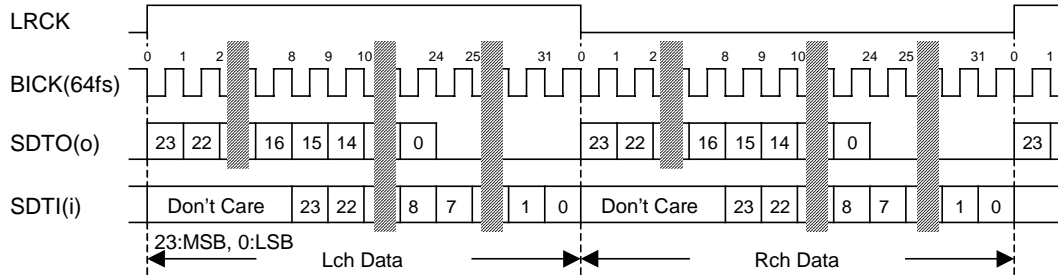 LRCK
0 1 2 8 9 10 24 25 31 0 1 2 8 9 10 24 25 31 0 1
BICK(64fs)
SDTO(o) 23 22 16 15 14 0 23 22 16 15 14 0 23
SDTI(i) Don't Care 23 22 8 7 1 0 Don't Care 23 22 8 7 1 0
23:MSB, 0:LSB
Lch Data Rch Data